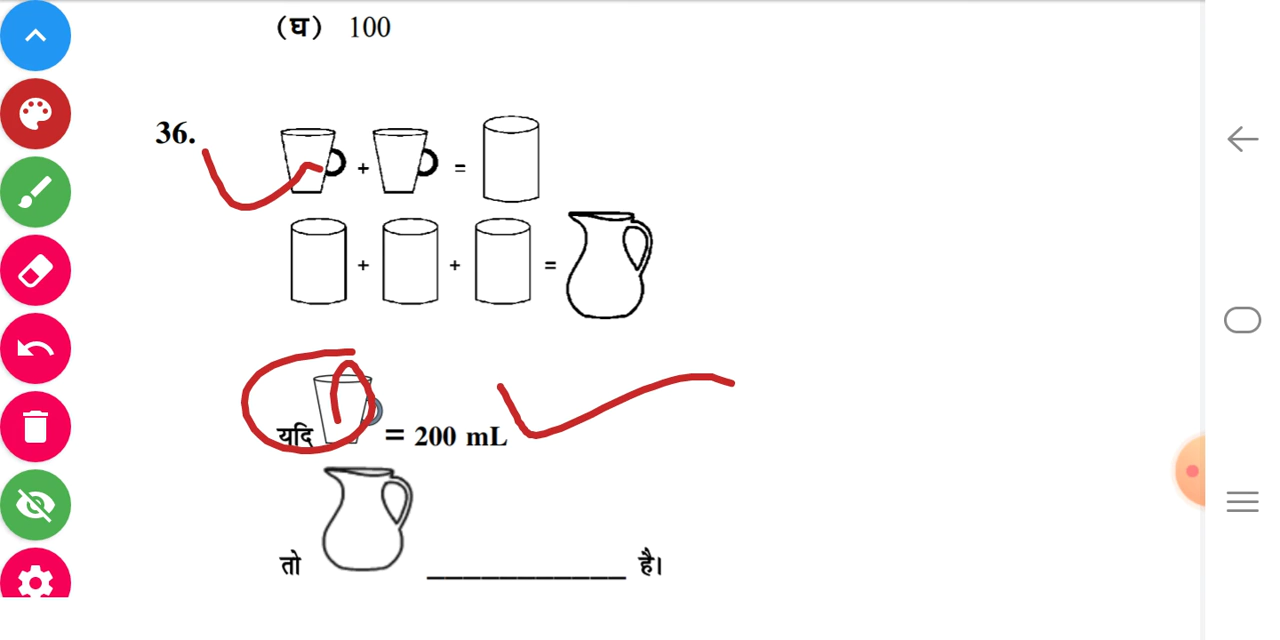 (घ) 100
36.
+ =
+ + =
यदि = 200 mL
तो ____________ है।